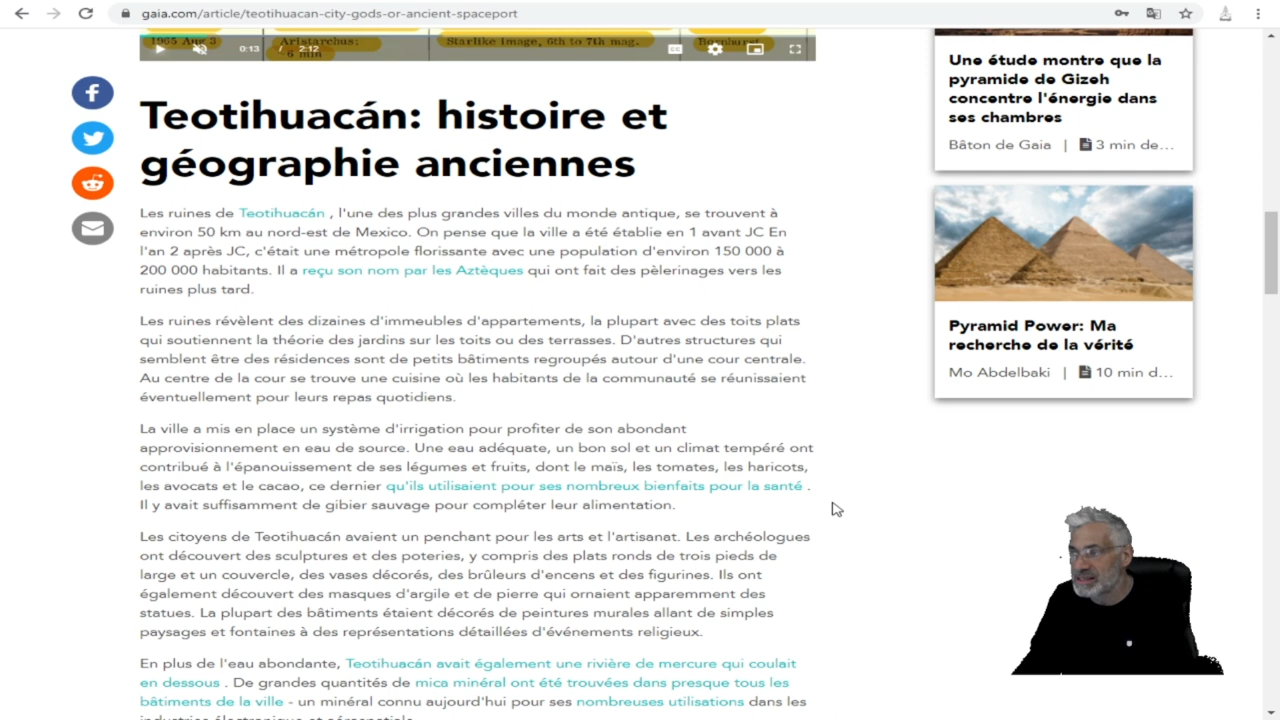 gaia.com/article/teotihuacan-city-gods-or-ancient-spaceport
1965 Aug 3
Aristarchus:
6 min
Starlike image, 6th to 7th mag.
0:13 / 2:12
Teotihuacán: histoire et
géographie anciennes
Les ruines de Teotihuacán , l'une des plus grandes villes du monde antique, se trouvent à
environ 50 km au nord-est de Mexico. On pense que la ville a été établie en 1 avant JC En
l'an 2 après JC, c'était une métropole florissante avec une population d'environ 150 000 à
200 000 habitants. Il a reçu son nom par les Aztèques qui ont fait des pèlerinages vers les
ruines plus tard.
Les ruines révèlent des dizaines d'immeubles d'appartements, la plupart avec des toits plats
qui soutiennent la théorie des jardins sur les toits ou des terrasses. D'autres structures qui
semblent être des résidences sont de petits bâtiments regroupés autour d'une cour centrale.
Au centre de la cour se trouve une cuisine où les habitants de la communauté se réunissaient
éventuellement pour leurs repas quotidiens.
La ville a mis en place un système d'irrigation pour profiter de son abondant
approvisionnement en eau de source. Une eau adéquate, un bon sol et un climat tempéré ont
contribué à l'épanouissement de ses légumes et fruits, dont le maïs, les tomates, les haricots,
les avocats et le cacao, ce dernier qu'ils utilisaient pour ses nombreux bienfaits pour la santé .
Il y avait suffisamment de gibier sauvage pour compléter leur alimentation.
Les citoyens de Teotihuacán avaient un penchant pour les arts et l'artisanat. Les archéologues
ont découvert des sculptures et des poteries, y compris des plats ronds de trois pieds de
large et un couvercle, des vases décorés, des brûleurs d'encens et des figurines. Ils ont
également découvert des masques d'argile et de pierre qui ornaient apparemment des
statues. La plupart des bâtiments étaient décorés de peintures murales allant de simples
paysages et fontaines à des représentations détaillées d'événements religieux.
En plus de l'eau abondante, Teotihuacán avait également une rivière de mercure qui coulait
en dessous . De grandes quantités de mica minéral ont été trouvées dans presque tous les
bâtiments de la ville - un minéral connu aujourd'hui pour ses nombreuses utilisations dans les
industries électronique et aérospatiale.
Une étude montre que la
pyramide de Gizeh
concentre l'énergie dans
ses chambres
Bâton de Gaia | 3 min de...
Pyramid Power: Ma
recherche de la vérité
Mo Abdelbaki | 10 min d...